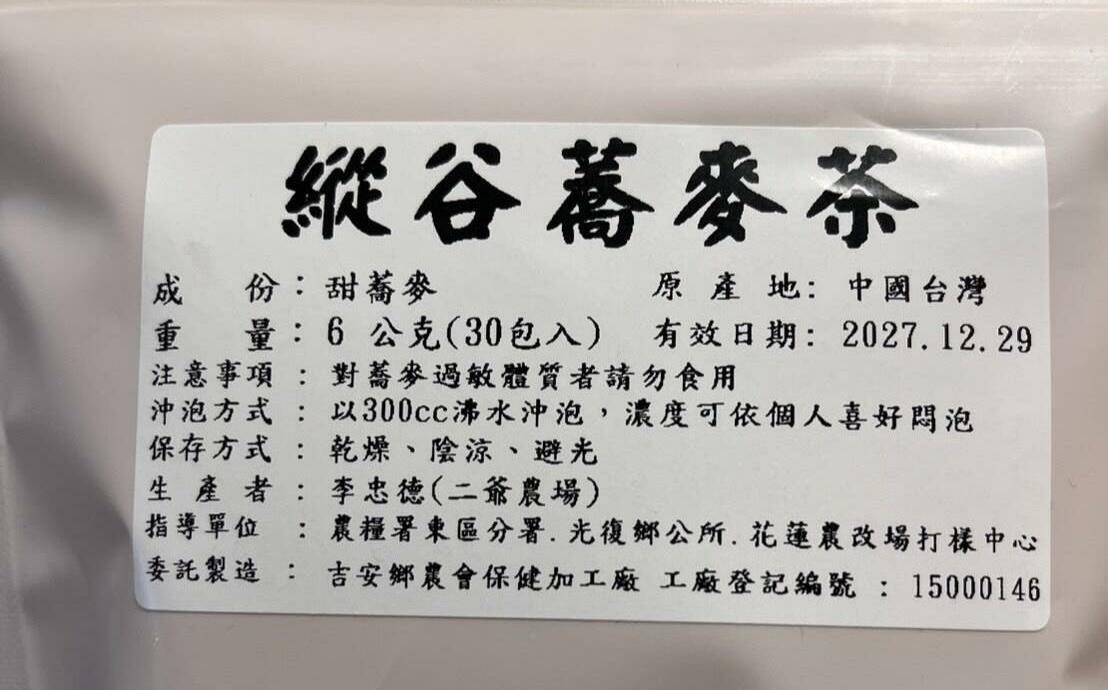 縱谷蕎麥茶
成份：甜蕎麥 原產地：中國台灣
重量：6 公克(30包入) 有效日期：2027.12.29
注意事項：對蕎麥過敏體質者請勿食用
沖泡方式：以300cc沸水沖泡，濃度可依個人喜好悶泡
保存方式：乾燥、陰涼、避光
生產者：李忠德(二爺農場)
指導單位：農糧署東區分署.光復鄉公所.花蓮農改場打樣中心
委託製造：吉安鄉農會保健加工廠 工廠登記編號：15000146